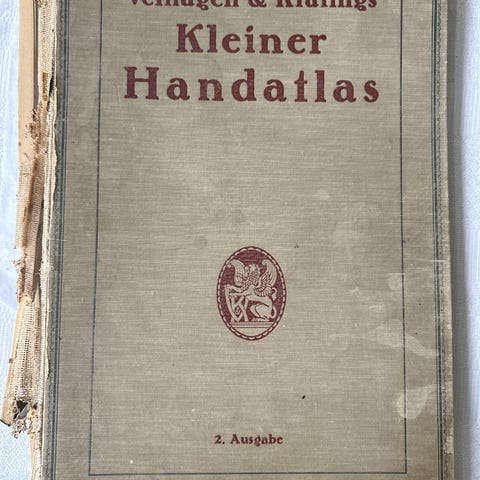 Velhagen & Klasings
Kleiner
Handatlas
2. Ausgabe